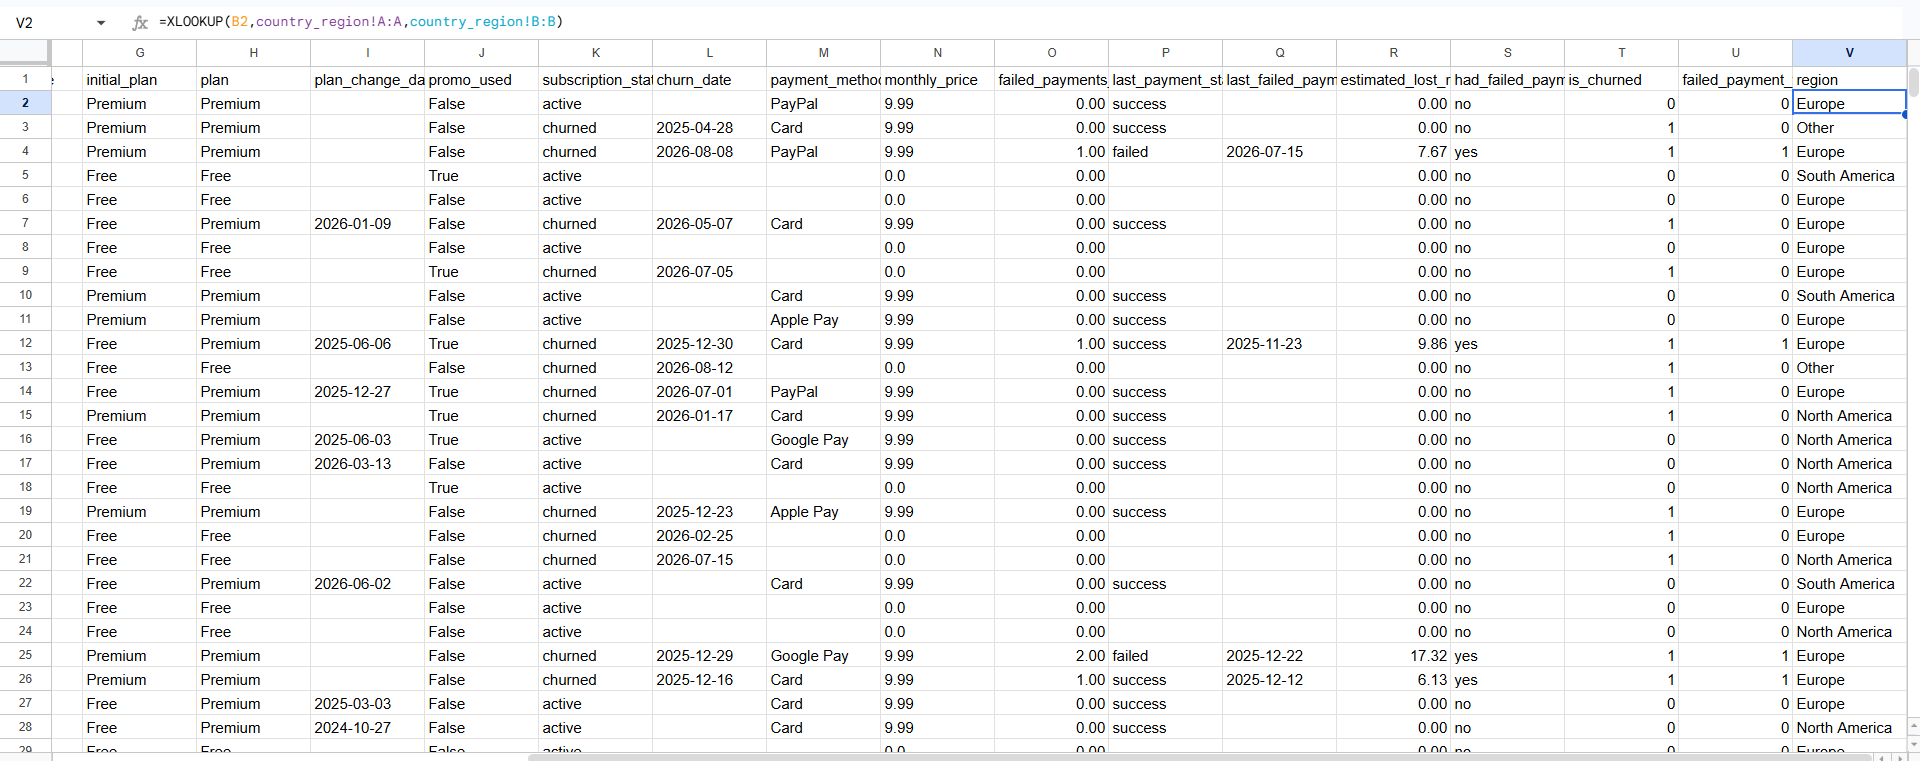 V2 =XLOOKUP(B2,country_region!A:A,country_region!B:B)
G H I J K L M N O P Q R S T U V
1 initial_plan plan plan_change_da promo_used subscription_stat churn_date payment_metho monthly_price failed_payments_ last_payment_st last_failed_paym estimated_lost_r had_failed_paym is_churned failed_payment_ region
2 Premium Premium False active PayPal 9.99 0.00 success 0.00 no 0 0 Europe
3 Premium Premium False churned 2025-04-28 Card 9.99 0.00 success 0.00 no 1 0 Other
4 Premium Premium False churned 2026-08-08 PayPal 9.99 1.00 failed 2026-07-15 7.67 yes 1 1 Europe
5 Free Free True active 0.0 0.00 0.00 no 0 0 South America
6 Free Free False active 0.0 0.00 0.00 no 0 0 Europe
7 Free Premium 2026-01-09 False churned 2026-05-07 Card 9.99 0.00 success 0.00 no 1 0 Europe
8 Free Free False active 0.0 0.00 0.00 no 0 0 Europe
9 Free Free True churned 2026-07-05 0.0 0.00 0.00 no 1 0 Europe
10 Premium Premium False active Card 9.99 0.00 success 0.00 no 0 0 South America
11 Premium Premium False active Apple Pay 9.99 0.00 success 0.00 no 0 0 Europe
12 Free Premium 2025-06-06 True churned 2025-12-30 Card 9.99 1.00 success 2025-11-23 9.86 yes 1 1 Europe
13 Free Free False churned 2026-08-12 0.0 0.00 0.00 no 1 0 Other
14 Free Premium 2025-12-27 True churned 2026-07-01 PayPal 9.99 0.00 success 0.00 no 1 0 Europe
15 Premium Premium True churned 2026-01-17 Card 9.99 0.00 success 0.00 no 1 0 North America
16 Free Premium 2025-06-03 True active Google Pay 9.99 0.00 success 0.00 no 0 0 North America
17 Free Premium 2026-03-13 False active Card 9.99 0.00 success 0.00 no 0 0 North America
18 Free Free True active 0.0 0.00 0.00 no 0 0 North America
19 Premium Premium False churned 2025-12-23 Apple Pay 9.99 0.00 success 0.00 no 1 0 Europe
20 Free Free False churned 2026-02-25 0.0 0.00 0.00 no 1 0 Europe
21 Free Free False churned 2026-07-15 0.0 0.00 0.00 no 1 0 North America
22 Free Premium 2026-06-02 False active Card 9.99 0.00 success 0.00 no 0 0 South America
23 Free Free False active 0.0 0.00 0.00 no 0 0 Europe
24 Free Free False active 0.0 0.00 0.00 no 0 0 North America
25 Premium Premium False churned 2025-12-29 Google Pay 9.99 2.00 failed 2025-12-22 17.32 yes 1 1 Europe
26 Premium Premium False churned 2025-12-16 Card 9.99 1.00 success 2025-12-12 6.13 yes 1 1 Europe
27 Free Premium 2025-03-03 False active Card 9.99 0.00 success 0.00 no 0 0 Europe
28 Free Premium 2024-10-27 False active Card 9.99 0.00 success 0.00 no 0 0 North America
29 Free Free False active 0.0 0.00 0.00 no 0 0 Europe